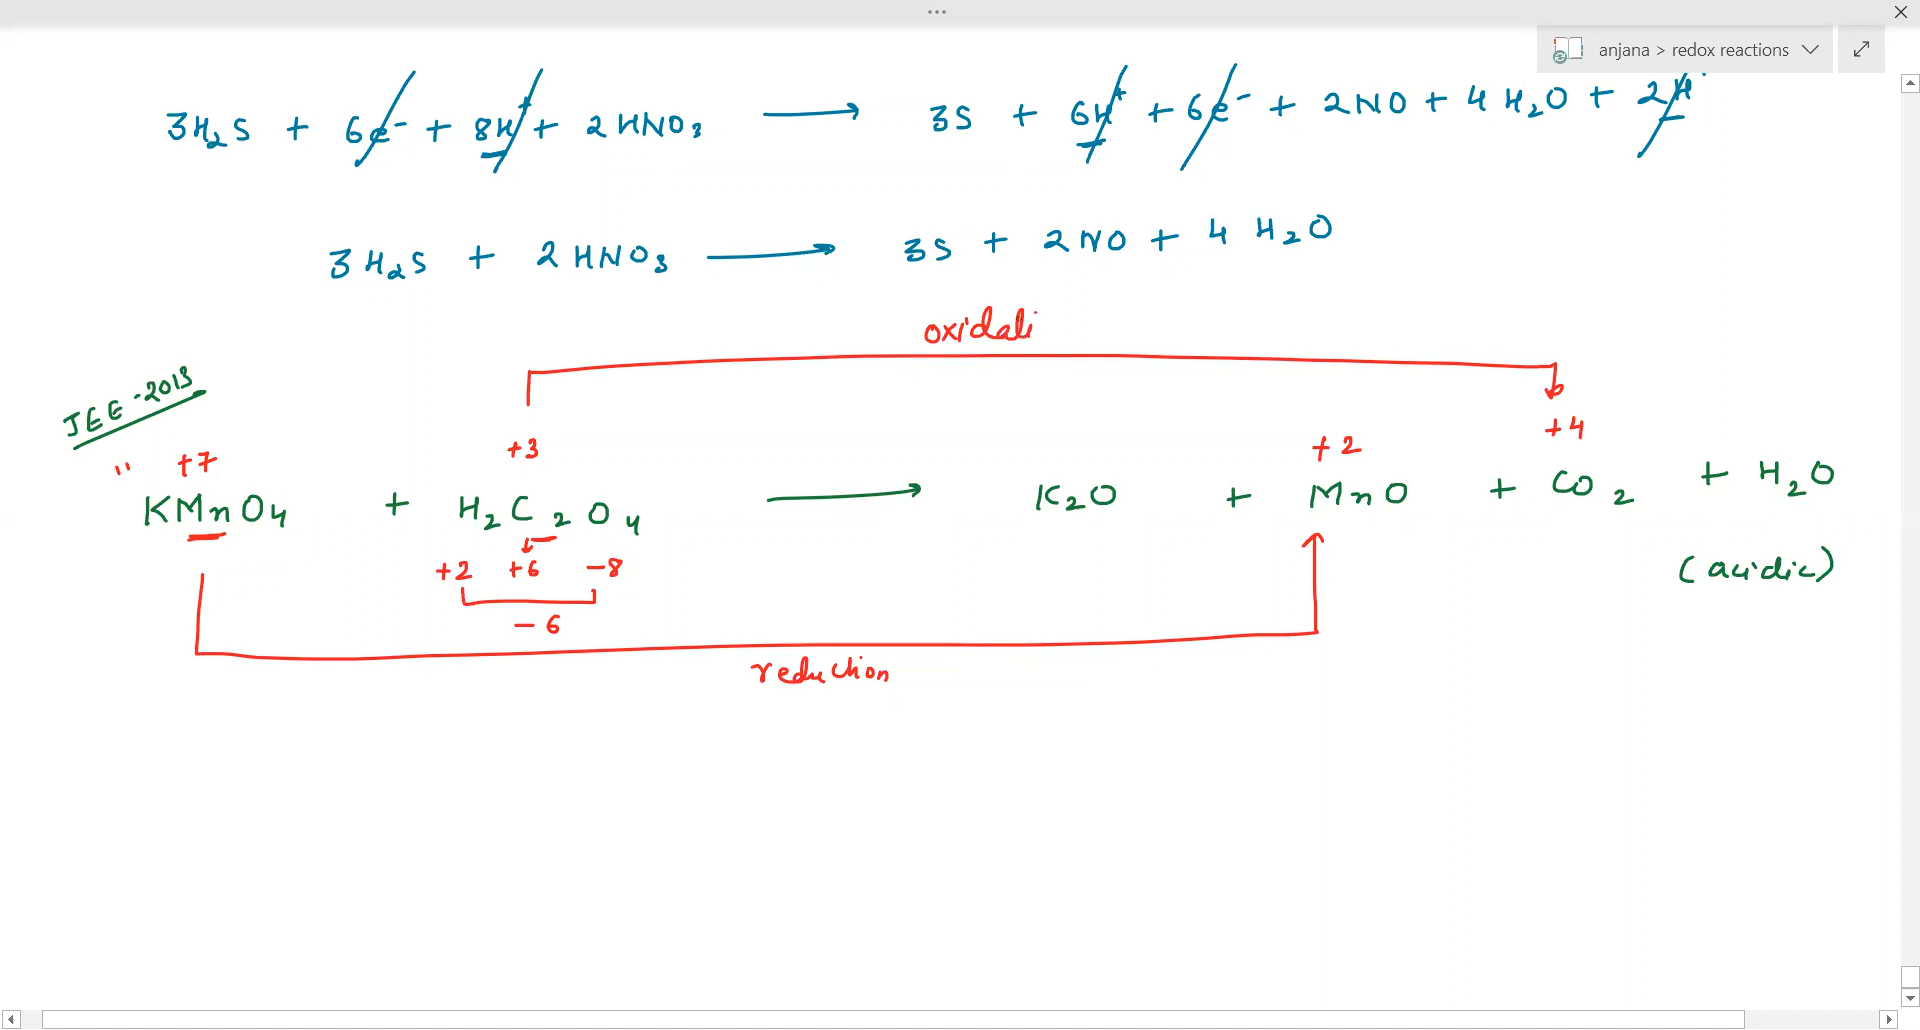 anjana > redox reactions
3H₂S + 6e⁻ + 8H⁺ + 2HNO₃ ⟶ 3S + 6H⁺ + 6e⁻ + 2NO + 4H₂O + 2H
3H₂S + 2HNO₃ ⟶ 3S + 2NO + 4H₂O
oxidati
JEE-2013
+7 +3 +2 +4
KMnO₄ + H₂C₂O₄ ⟶ K₂O + MnO + CO₂ + H₂O
+2 +6 -8 (acidic)
-6
reduction